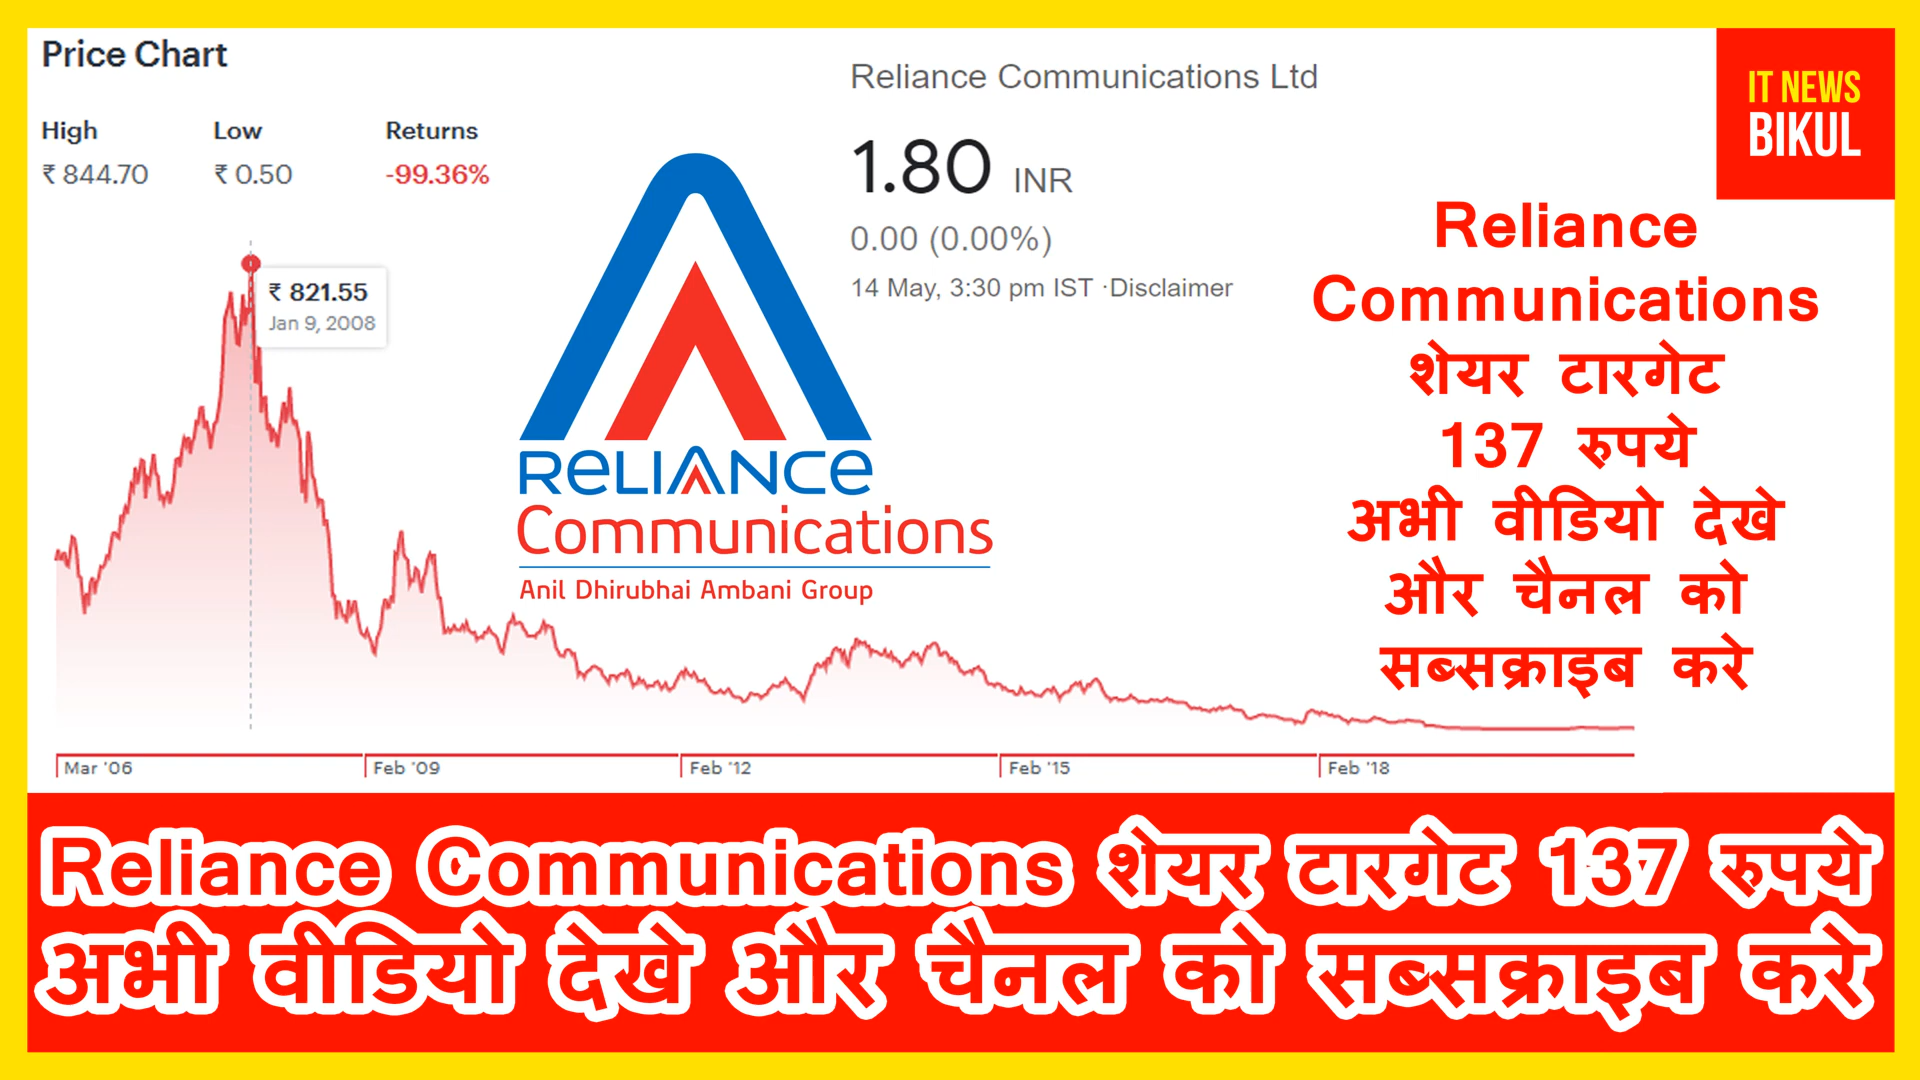 Price Chart
High Low Returns
₹ 844.70 ₹ 0.50 -99.36%
₹ 821.55
Jan 9, 2008
Mar '06 Feb '09 Feb '12 Feb '15 Feb '18
RELIANCE
Communications
Anil Dhirubhai Ambani Group
Reliance Communications Ltd
1.80 INR
0.00 (0.00%)
14 May, 3:30 pm IST ·Disclaimer
IT NEWS
BIKUL
Reliance
Communications
शेयर टारगेट
137 रुपये
अभी वीडियो देखे
और चैनल को
सब्सक्राइब करे
Reliance Communications शेयर टारगेट 137 रुपये
अभी वीडियो देखे और चैनल को सब्सक्राइब करे